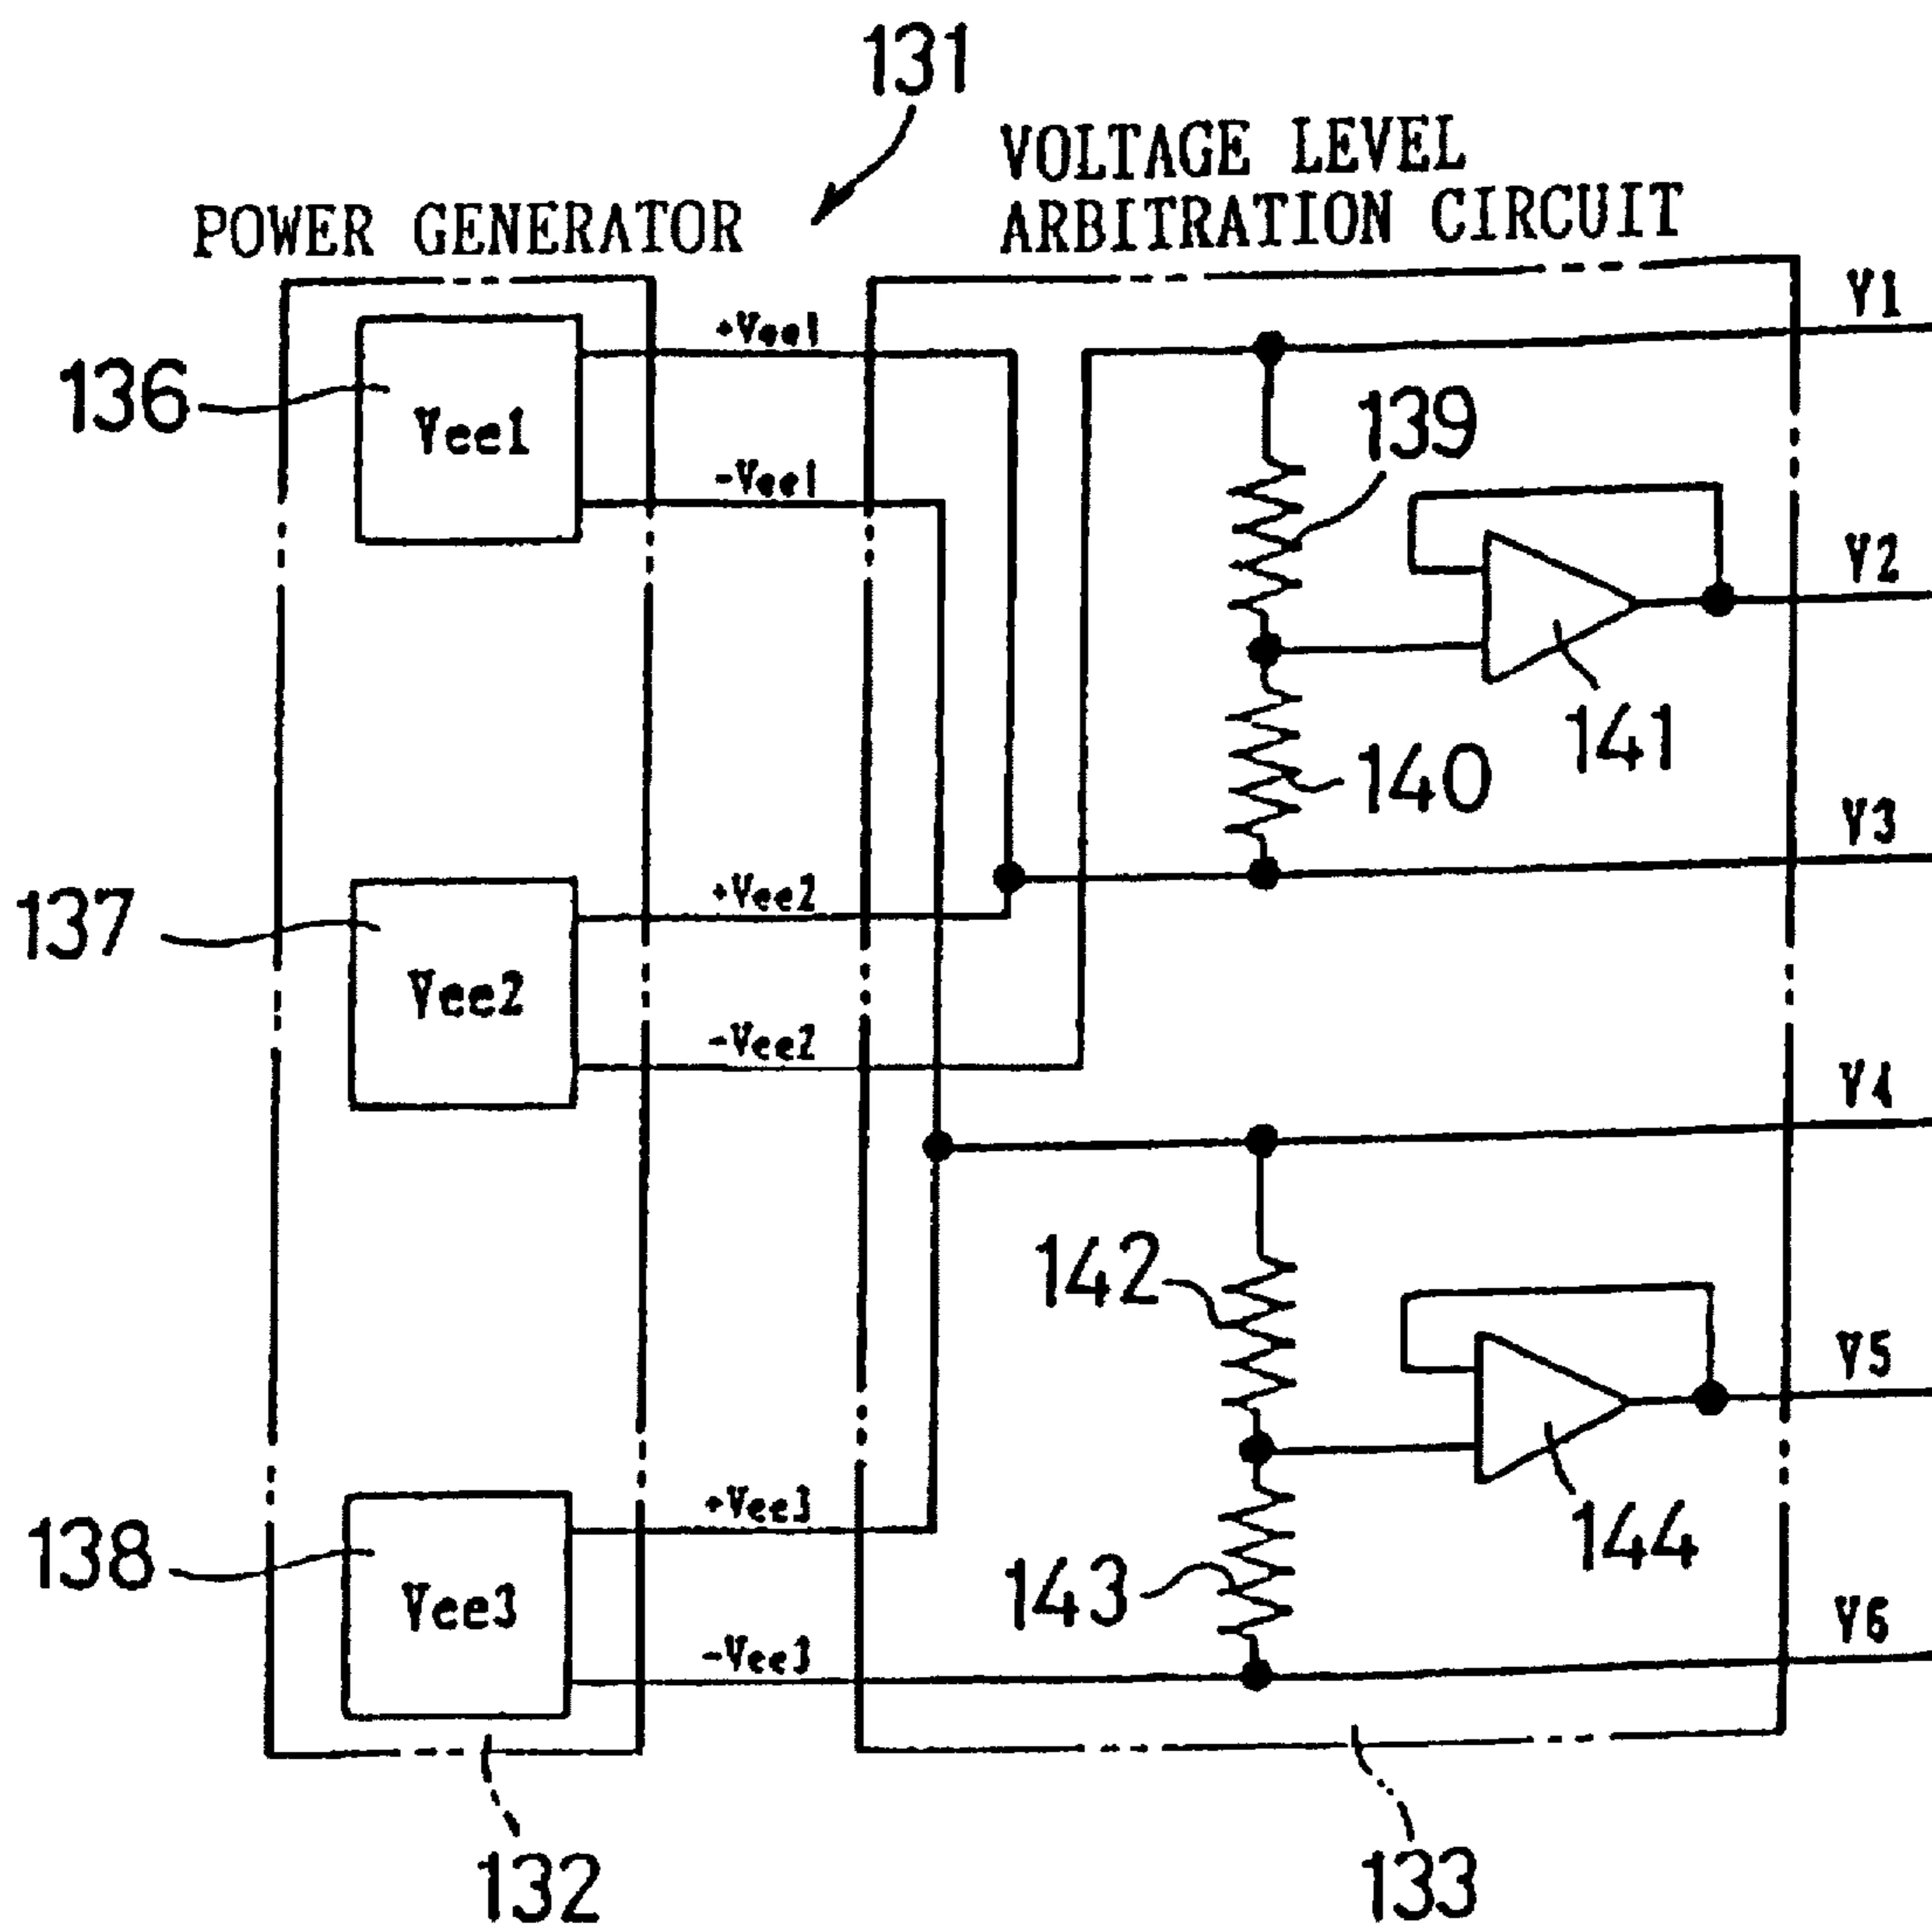 131
VOLTAGE LEVEL
ARBITRATION CIRCUIT
POWER GENERATOR
V1
+Vee1
136
Vee1
139
-Vee1
V2
141
140
V3
+Vee2
137
Vee2
-Vee2
V4
142
V5
+Vee3
138
144
Vee3
143
V6
-Vee3
132
133